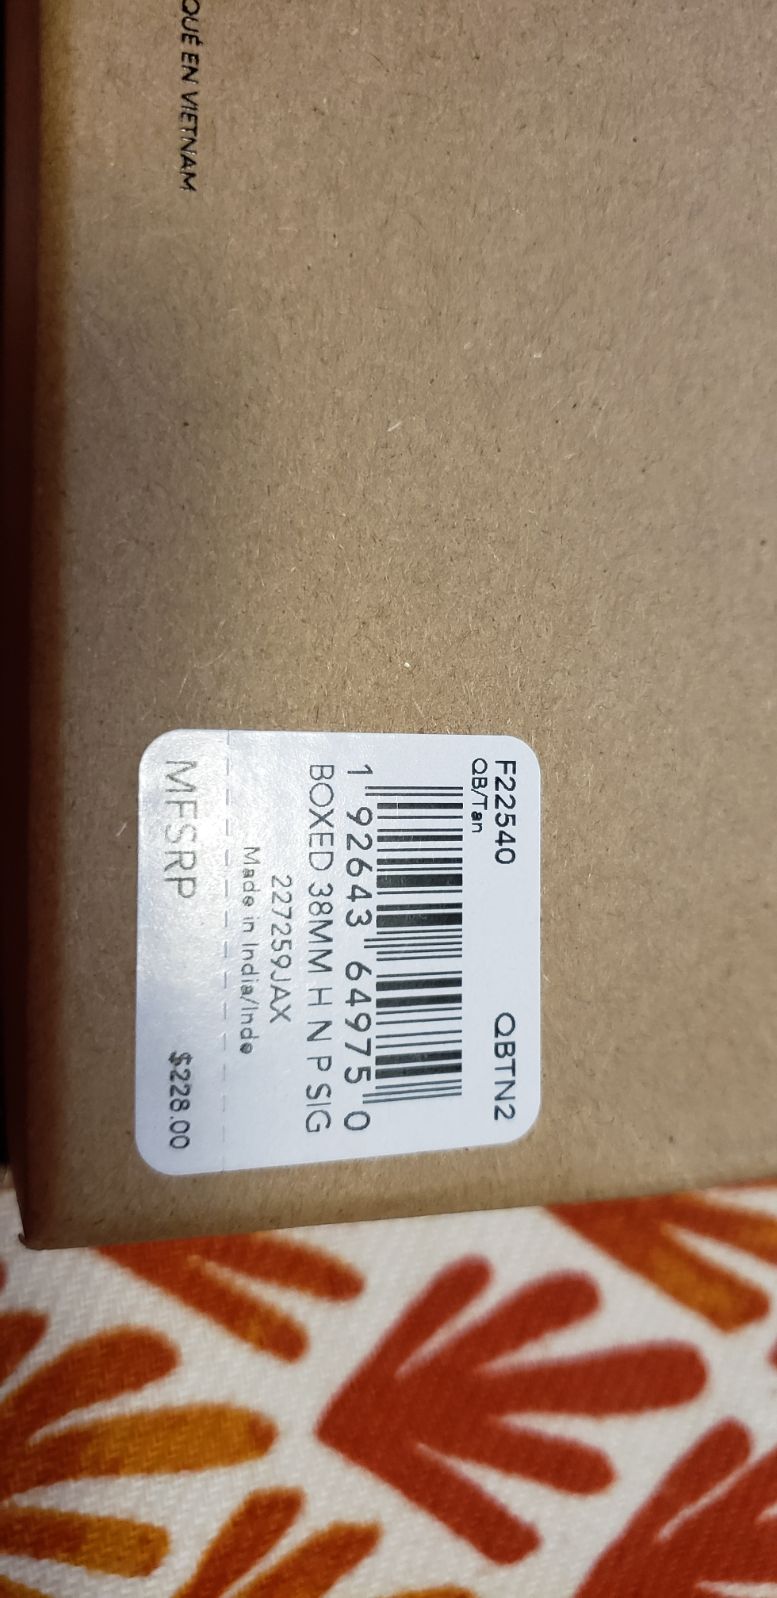 QUÉ EN VIETNAM
F22540 QBTN2
QB/Tan
1 92643 64975 0
BOXED 38MM H N P SIG
227259JAX
Made in India/Inde
MFSRP $228.00